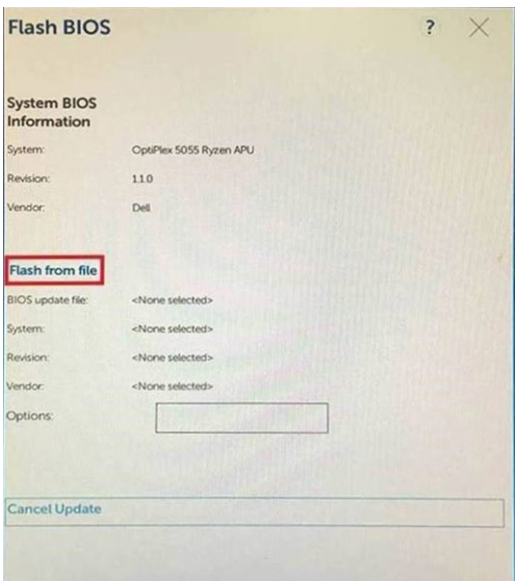 Flash BIOS ?
System BIOS
Information
System: OptiPlex 5055 Ryzen APU
Revision: 1.1.0
Vendor: Dell
Flash from file
BIOS update file: <None selected>
System: <None selected>
Revision: <None selected>
Vendor: <None selected>
Options:
Cancel Update